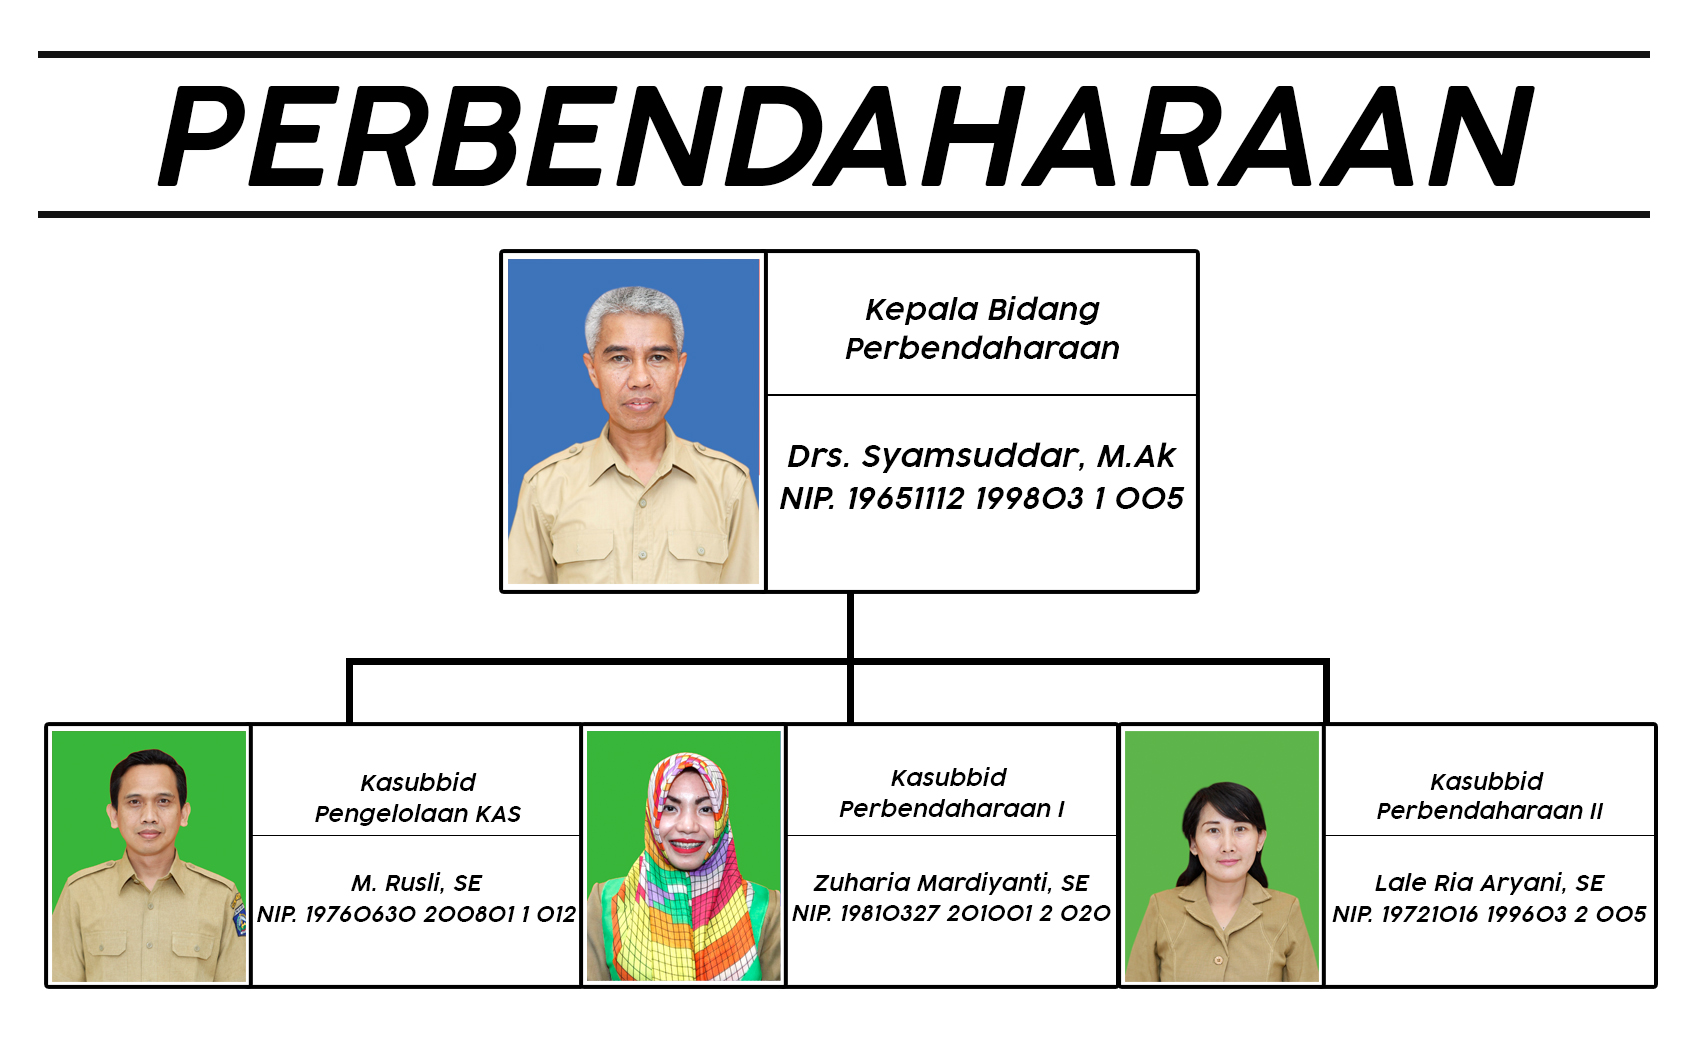 PERBENDAHARAAN
Kepala Bidang
Perbendaharaan
Drs. Syamsuddar, M.Ak
NIP. 19651112 199803 1 005
Kasubbid
Pengelolaan KAS
M. Rusli, SE
NIP. 19760630 200801 1 012
Kasubbid
Perbendaharaan I
Zuharia Mardiyanti, SE
NIP. 19810327 201001 2 020
Kasubbid
Perbendaharaan II
Lale Ria Aryani, SE
NIP. 19721016 199603 2 005